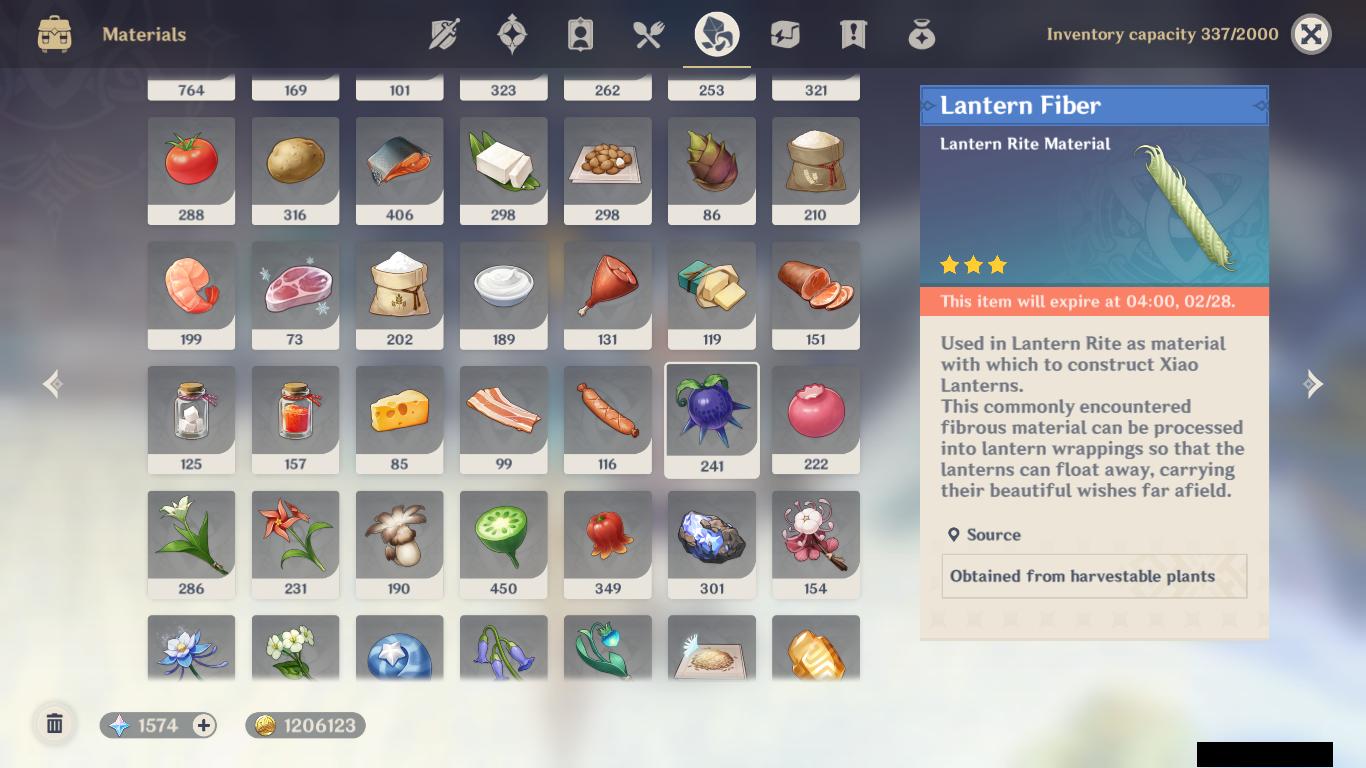 Materials
Inventory capacity 337/2000
764 169 101 323 262 253 321
288 316 406 298 298 86 210
199 73 202 189 131 119 151
125 157 85 99 116 241 222
286 231 190 450 349 301 154
Lantern Fiber
Lantern Rite Material
This item will expire at 04:00, 02/28.
Used in Lantern Rite as material
with which to construct Xiao
Lanterns.
This commonly encountered
fibrous material can be processed
into lantern wrappings so that the
lanterns can float away, carrying
their beautiful wishes far afield.
Source
Obtained from harvestable plants
1574
1206123